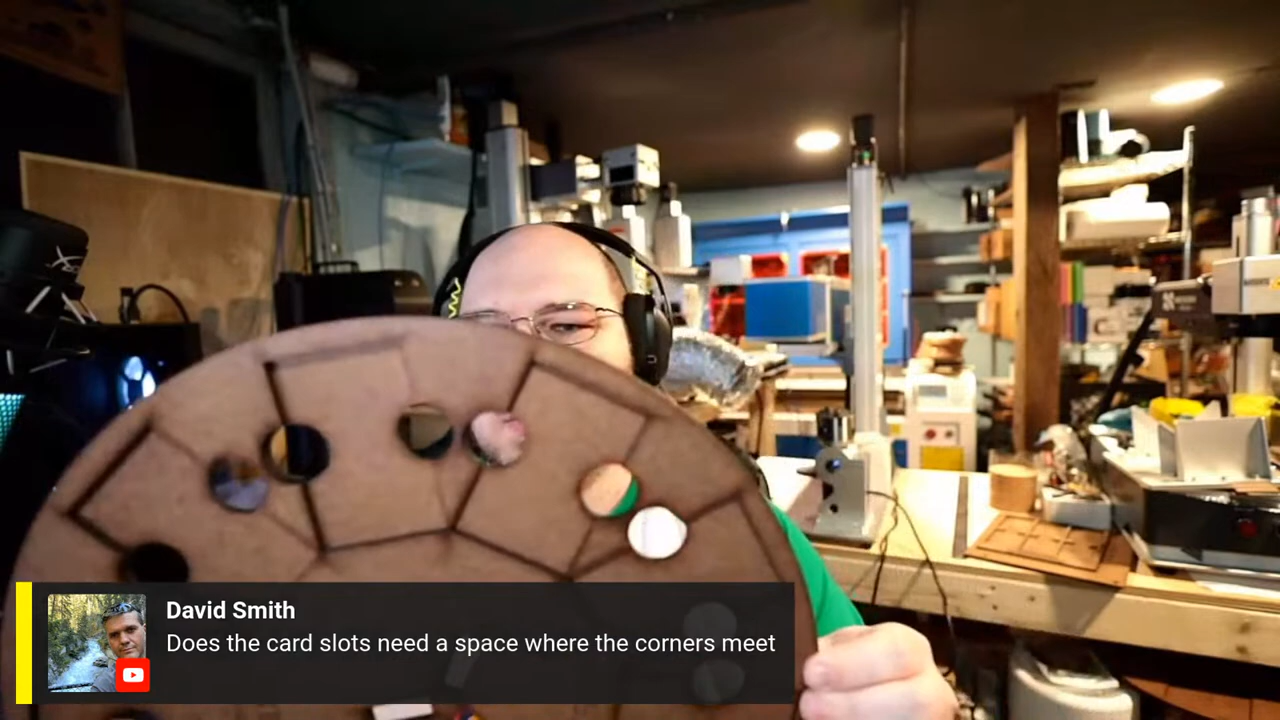 David Smith
Does the card slots need a space where the corners meet